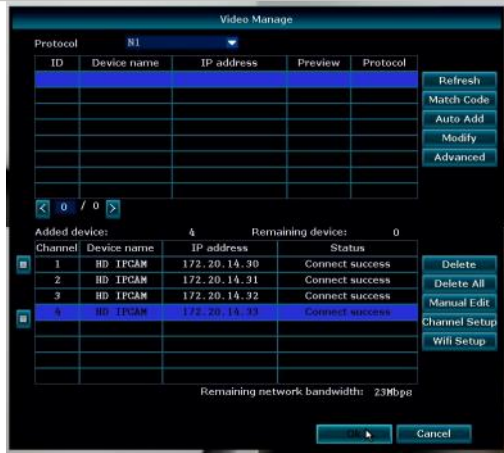 Video Manage
Protocol N1
ID Device name IP address Preview Protocol
Refresh
Match Code
Auto Add
Modify
Advanced
< 0 / 0 >
Added device: 4 Remaining device: 0
Channel Device name IP address Status
1 HD IPCAM 172.20.14.30 Connect success
Delete
2 HD IPCAM 172.20.14.31 Connect success
Delete All
3 HD IPCAM 172.20.14.32 Connect success
Manual Edit
4 HD IPCAM 172.20.14.33 Connect success
Channel Setup
Wifi Setup
Remaining network bandwidth: 23Mbps
Cancel